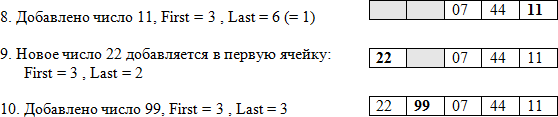 8. Добавлено число 11, First = 3 , Last = 6 (= 1)
07 44 11
9. Новое число 22 добавляется в первую ячейку:
First = 3 , Last = 2
22 07 44 11
10. Добавлено число 99, First = 3 , Last = 3
22 99 07 44 11